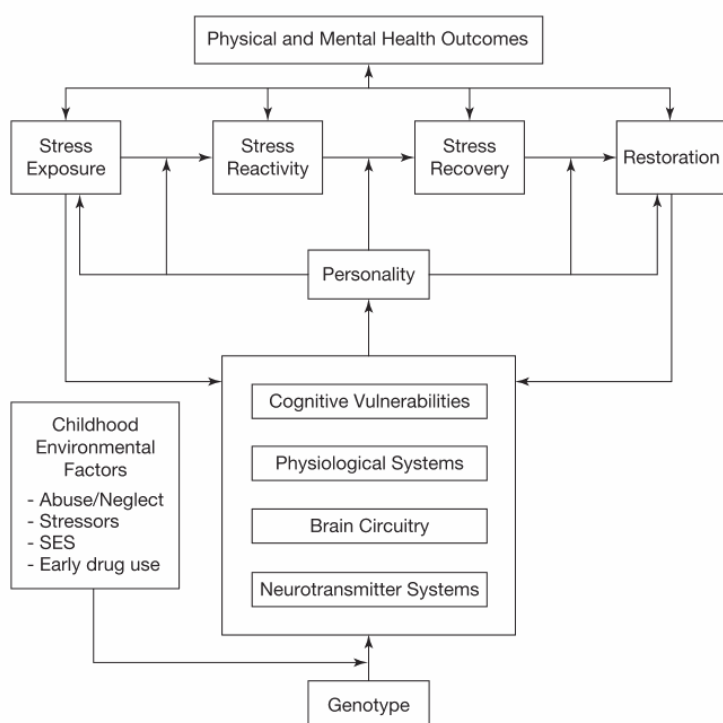 Physical and Mental Health Outcomes
Stress
Exposure
Stress
Reactivity
Stress
Recovery
Restoration
Personality
Cognitive Vulnerabilities
Physiological Systems
Brain Circuitry
Neurotransmitter Systems
Childhood
Environmental
Factors
- Abuse/Neglect
- Stressors
- SES
- Early drug use
Genotype